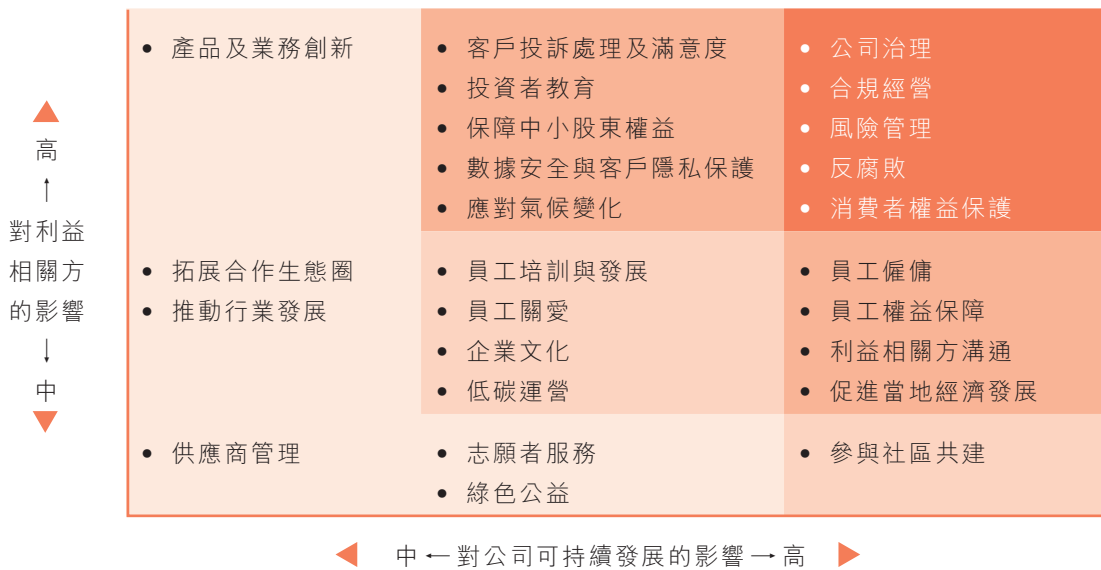 高
↑
對利益
相關方
的影響
↓
中
• 產品及業務創新
• 客戶投訴處理及滿意度
• 投資者教育
• 保障中小股東權益
• 數據安全與客戶隱私保護
• 應對氣候變化
• 公司治理
• 合規經營
• 風險管理
• 反腐敗
• 消費者權益保護
• 拓展合作生態圈
• 推動行業發展
• 員工培訓與發展
• 員工關愛
• 企業文化
• 低碳運營
• 員工僱傭
• 員工權益保障
• 利益相關方溝通
• 促進當地經濟發展
• 供應商管理
• 志願者服務
• 綠色公益
• 參與社區共建
中 ← 對公司可持續發展的影響 → 高